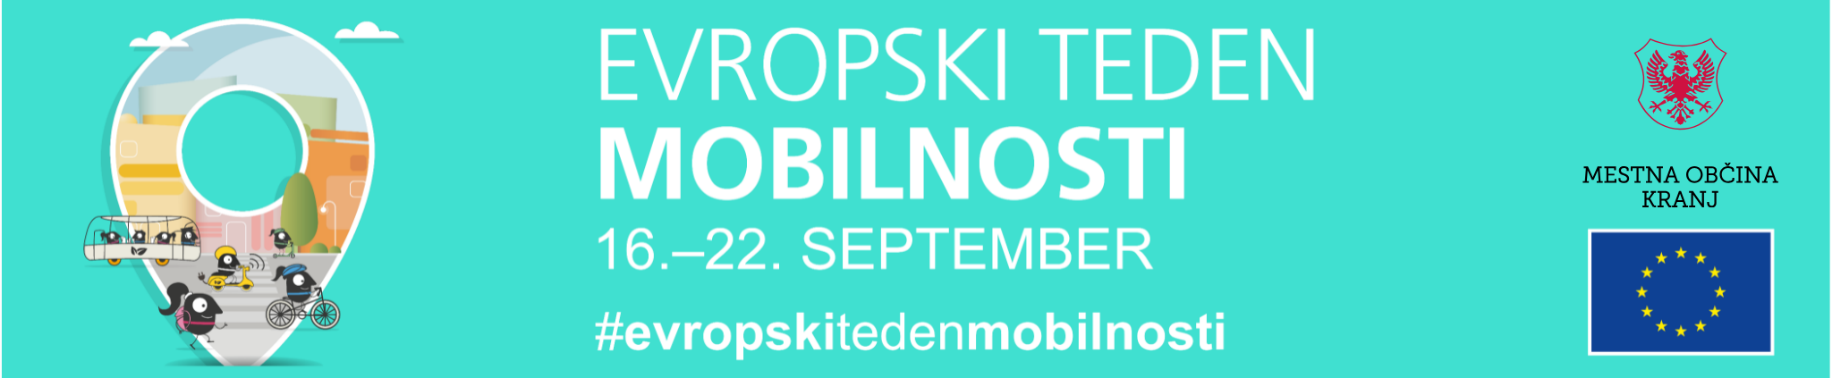 EVROPSKI TEDEN
MOBILNOSTI
16.–22. SEPTEMBER
#evropskitedenmobilnosti
MESTNA OBČINA
KRANJ